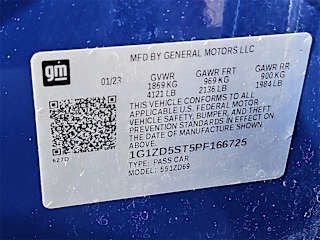 gm
MFD BY GENERAL MOTORS LLC
01/23 GVWR GAWR FRT GAWR RR
1869 KG 969 KG 900 KG
4121 LB 2136 LB 1984 LB
THIS VEHICLE CONFORMS TO ALL
APPLICABLE U.S. FEDERAL MOTOR
VEHICLE SAFETY, BUMPER, AND THEFT
PREVENTION STANDARDS IN EFFECT ON
THE DATE OF MANUFACTURE SHOWN
ABOVE.
1G1ZD5ST5PF166725
TYPE: PASS CAR
MODEL: